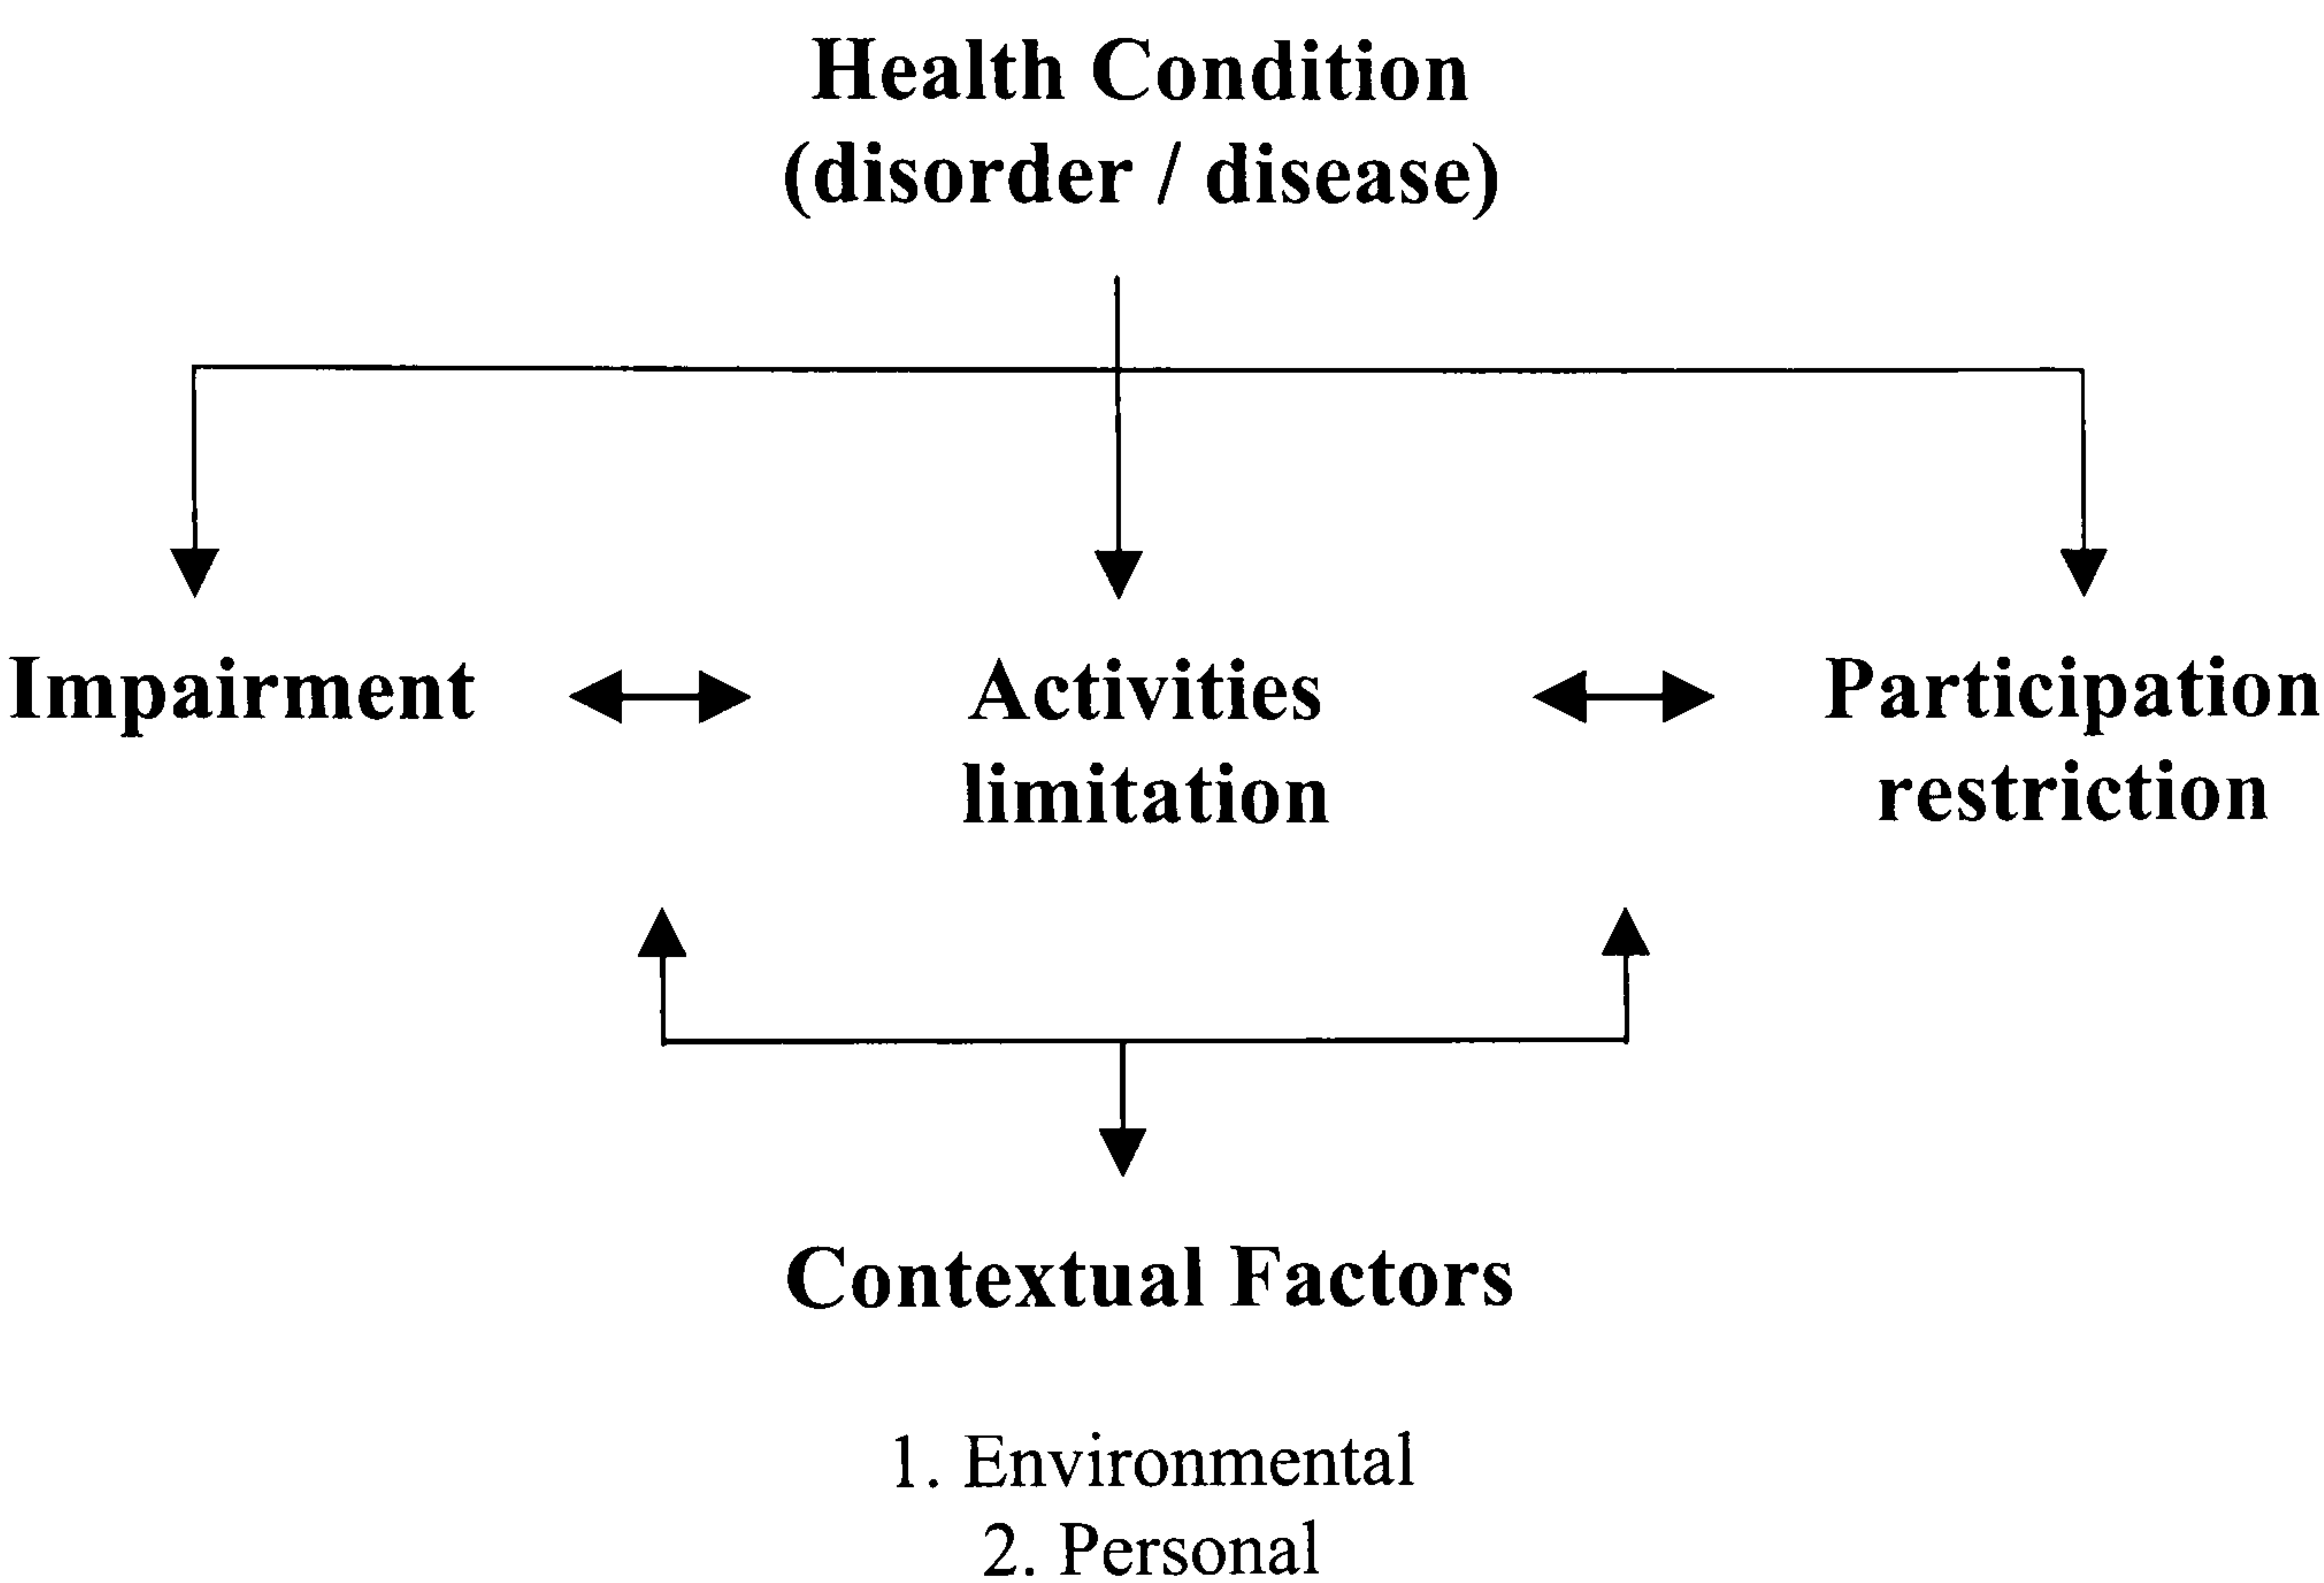 Health Condition
(disorder / disease)
Impairment
Activities
limitation
Participation
restriction
Contextual Factors
1. Environmental
2. Personal